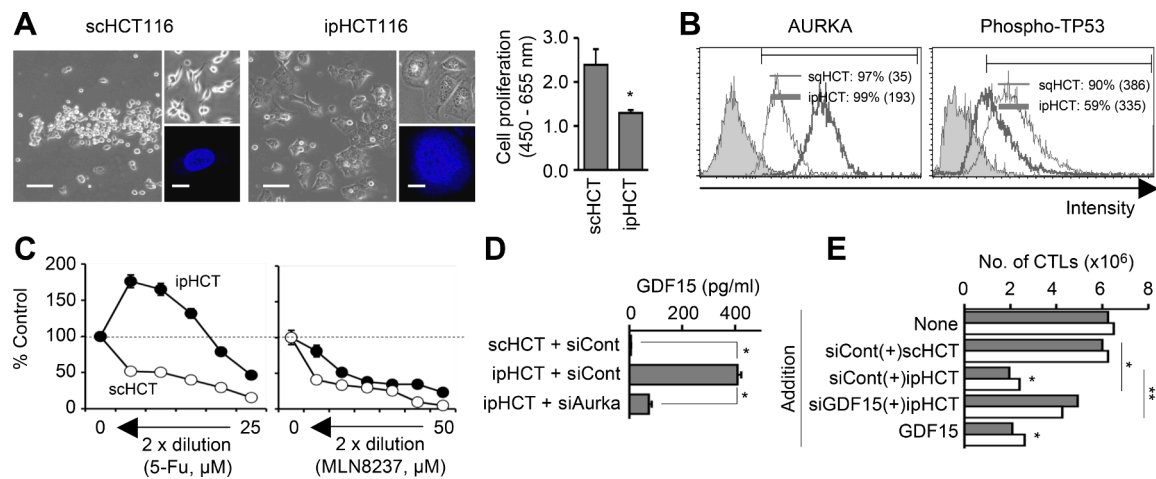 A
scHCT116
ipHCT116
Cell proliferation
(450 - 655 nm)
3.0
2.0
1.0
0.0
*
scHCT
ipHCT
B
AURKA
Phospho-TP53
sqHCT: 97% (35)
ipHCT: 99% (193)
sqHCT: 90% (386)
ipHCT: 59% (335)
Intensity
C
% Control
200
150
100
50
0
ipHCT
scHCT
0
25
2 x dilution
(5-Fu, µM)
0
50
2 x dilution
(MLN8237, µM)
D
GDF15 (pg/ml)
0
200
400
scHCT + siCont
ipHCT + siCont
ipHCT + siAurka
*
*
E
No. of CTLs (x10⁶)
0
2
4
6
8
Addition
None
siCont(+)scHCT
siCont(+)ipHCT
siGDF15(+)ipHCT
GDF15
*
*
*
**